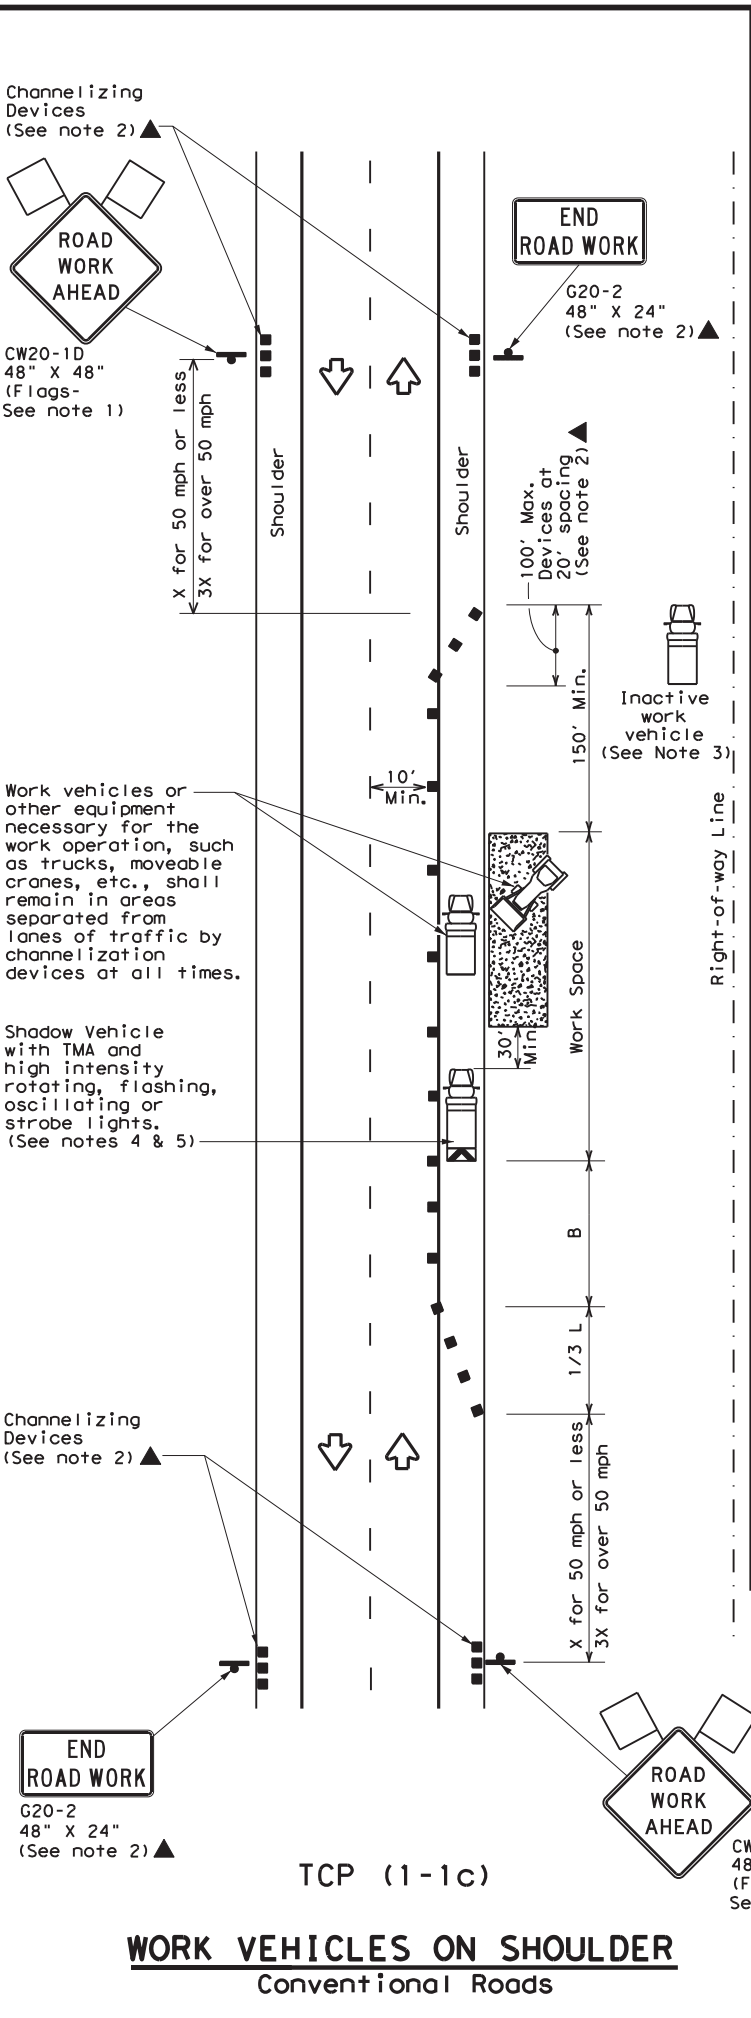 Channelizing
Devices
(See note 2)
ROAD
WORK
AHEAD
CW20-1D
48" X 48"
(Flags-
See note 1)
END
ROAD WORK
G20-2
48" X 24"
(See note 2)
X for 50 mph or less
3X for over 50 mph
Shoulder
Shoulder
100' Max.
Devices at
20' spacing
(See note 2)
150' Min.
Inactive
work
vehicle
(See Note 3)
10'
Min.
Right-of-way Line
Work vehicles or
other equipment
necessary for the
work operation, such
as trucks, moveable
cranes, etc., shall
remain in areas
separated from
lanes of traffic by
channelization
devices at all times.
Work Space
30'
Min.
Shadow Vehicle
with TMA and
high intensity
rotating, flashing,
oscillating or
strobe lights.
(See notes 4 & 5)
B
1/3 L
Channelizing
Devices
(See note 2)
X for 50 mph or less
3X for over 50 mph
END
ROAD WORK
G20-2
48" X 24"
(See note 2)
ROAD
WORK
AHEAD
CW
48
(F
Se
TCP (1-1c)
WORK VEHICLES ON SHOULDER
Conventional Roads